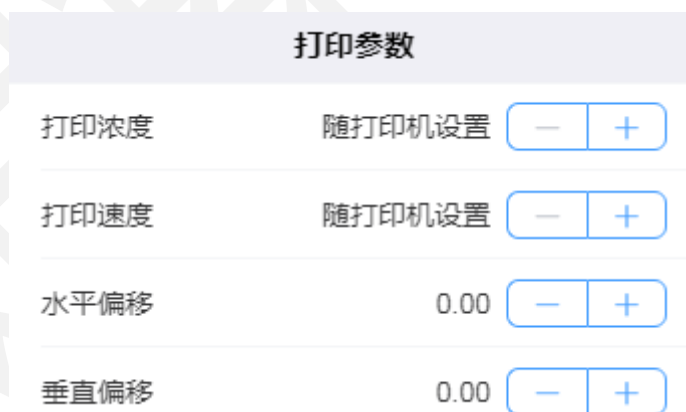 打印参数
打印浓度 随打印机设置 − +
打印速度 随打印机设置 − +
水平偏移 0.00 − +
垂直偏移 0.00 − +